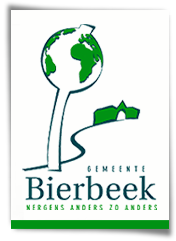 GEMEENTE
Bierbeek
NERGENS ANDERS ZO ANDERS